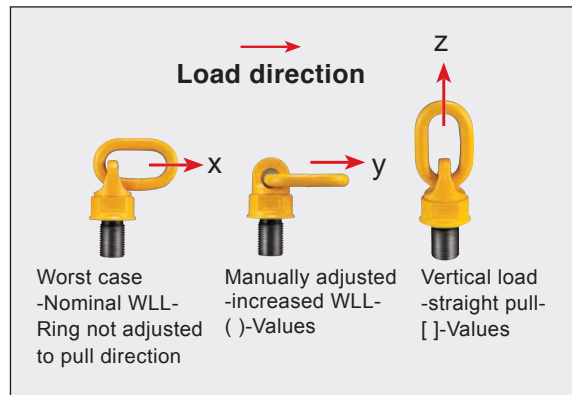 Load direction
x
y
z
Worst case
-Nominal WLL-
Ring not adjusted
to pull direction
Manually adjusted
-increased WLL-
( )-Values
Vertical load
-straight pull-
[ ]-Values